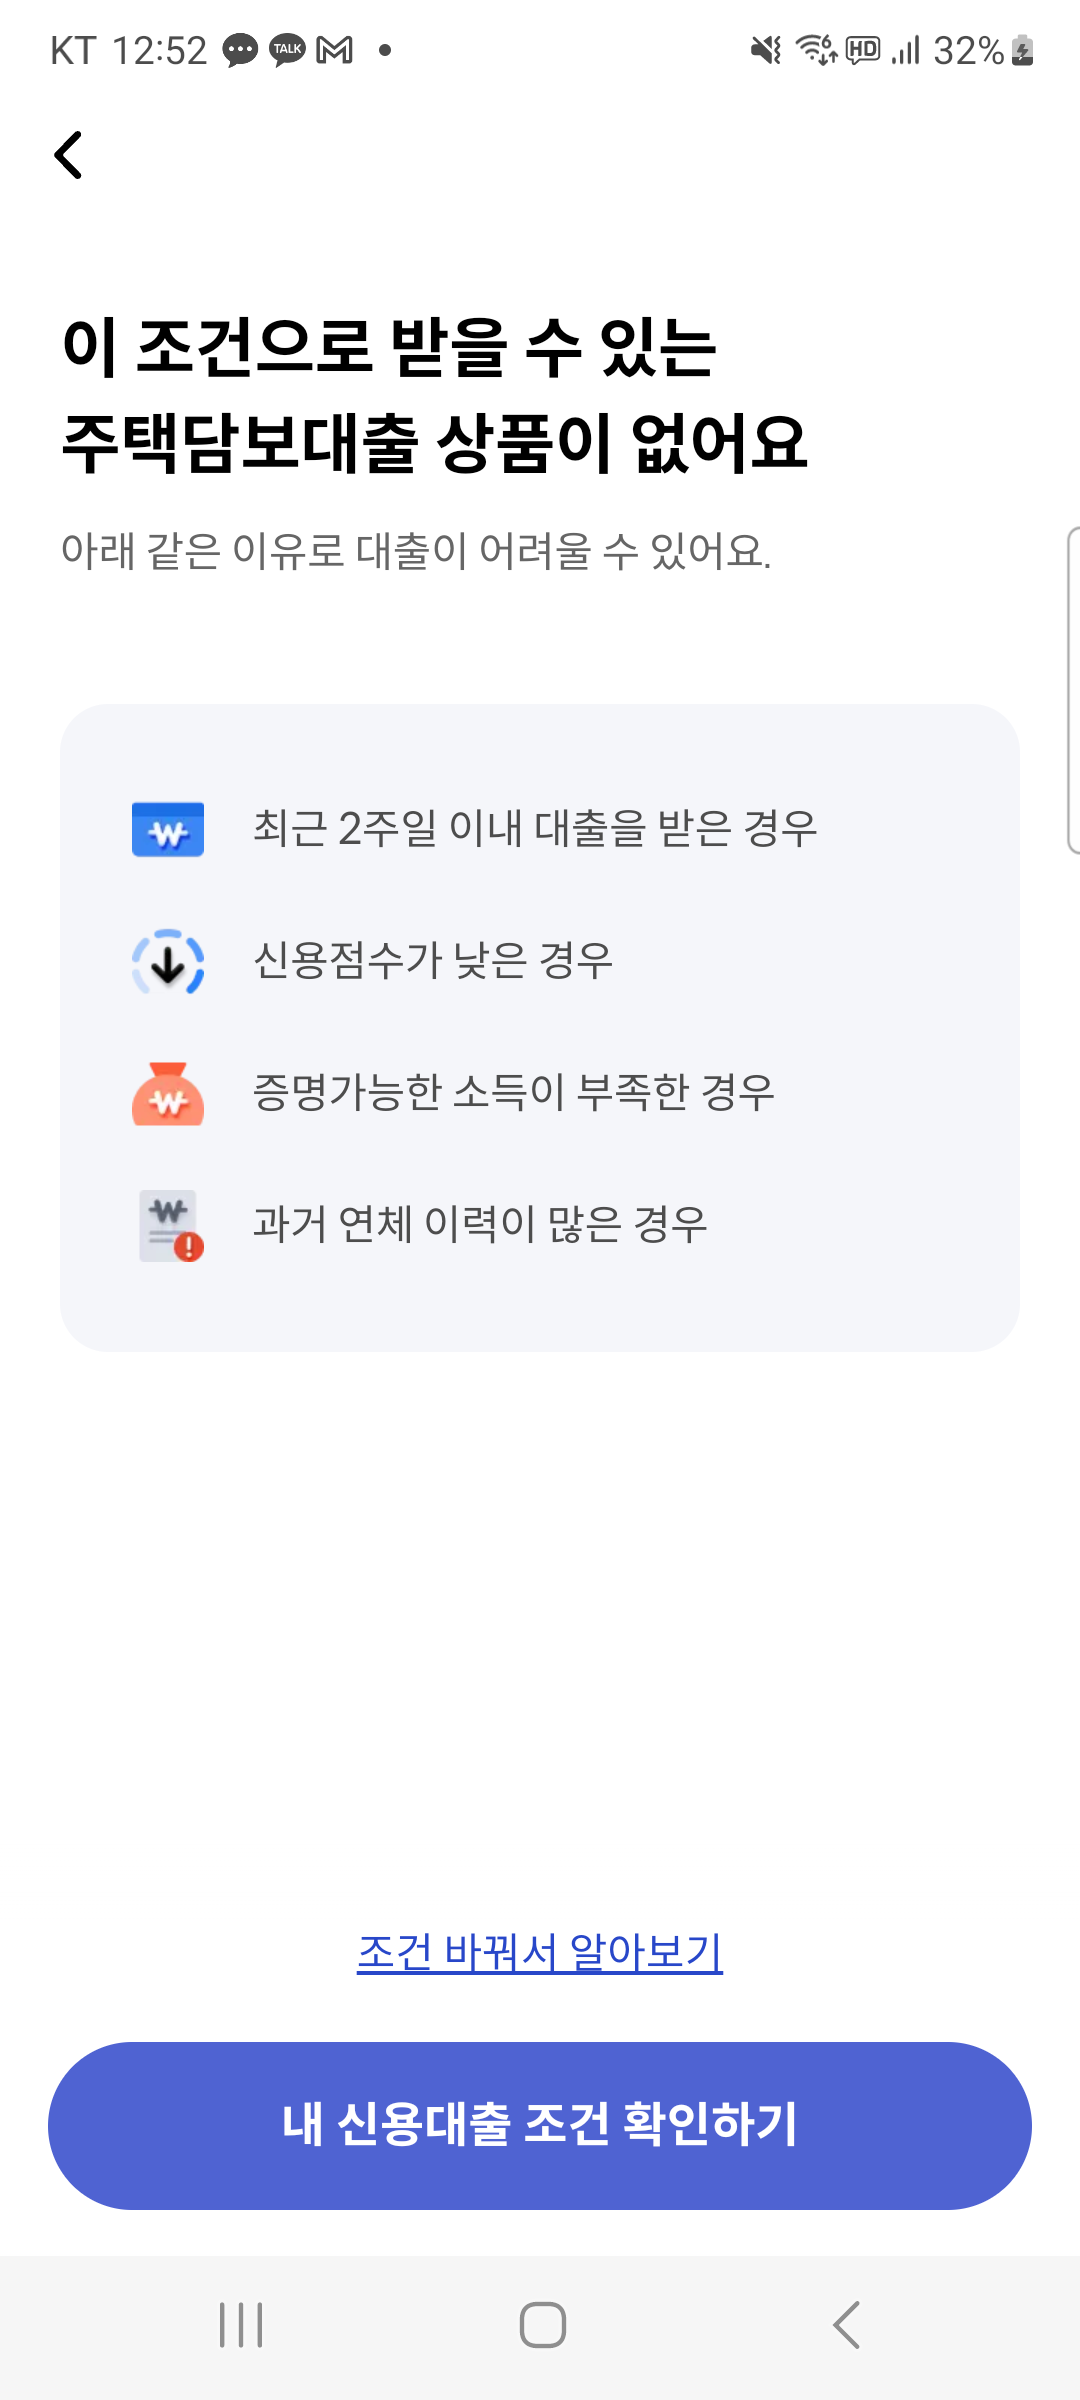 KT 12:52 TALK HD 32%
이 조건으로 받을 수 있는
주택담보대출 상품이 없어요
아래 같은 이유로 대출이 어려울 수 있어요.
최근 2주일 이내 대출을 받은 경우
신용점수가 낮은 경우
증명가능한 소득이 부족한 경우
과거 연체 이력이 많은 경우
조건 바꿔서 알아보기
내 신용대출 조건 확인하기